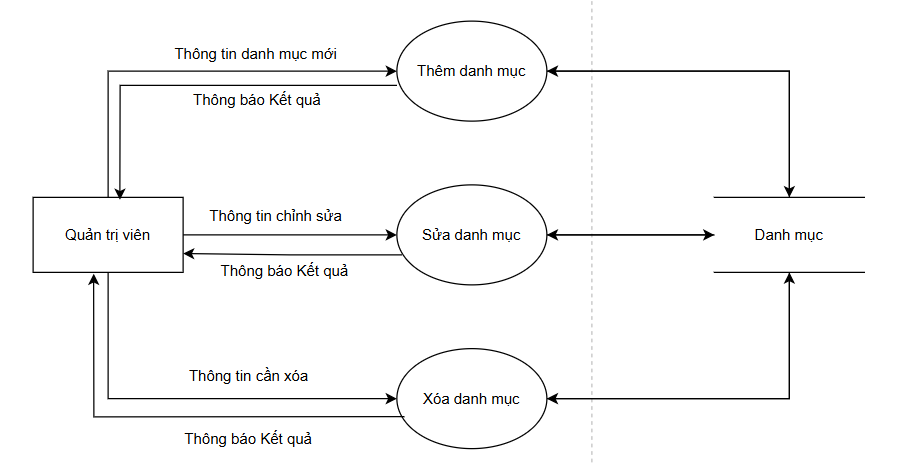 Thông tin danh mục mới
Thêm danh mục
Thông báo Kết quả
Thông tin chỉnh sửa
Quản trị viên
Sửa danh mục
Danh mục
Thông báo Kết quả
Thông tin cần xóa
Xóa danh mục
Thông báo Kết quả